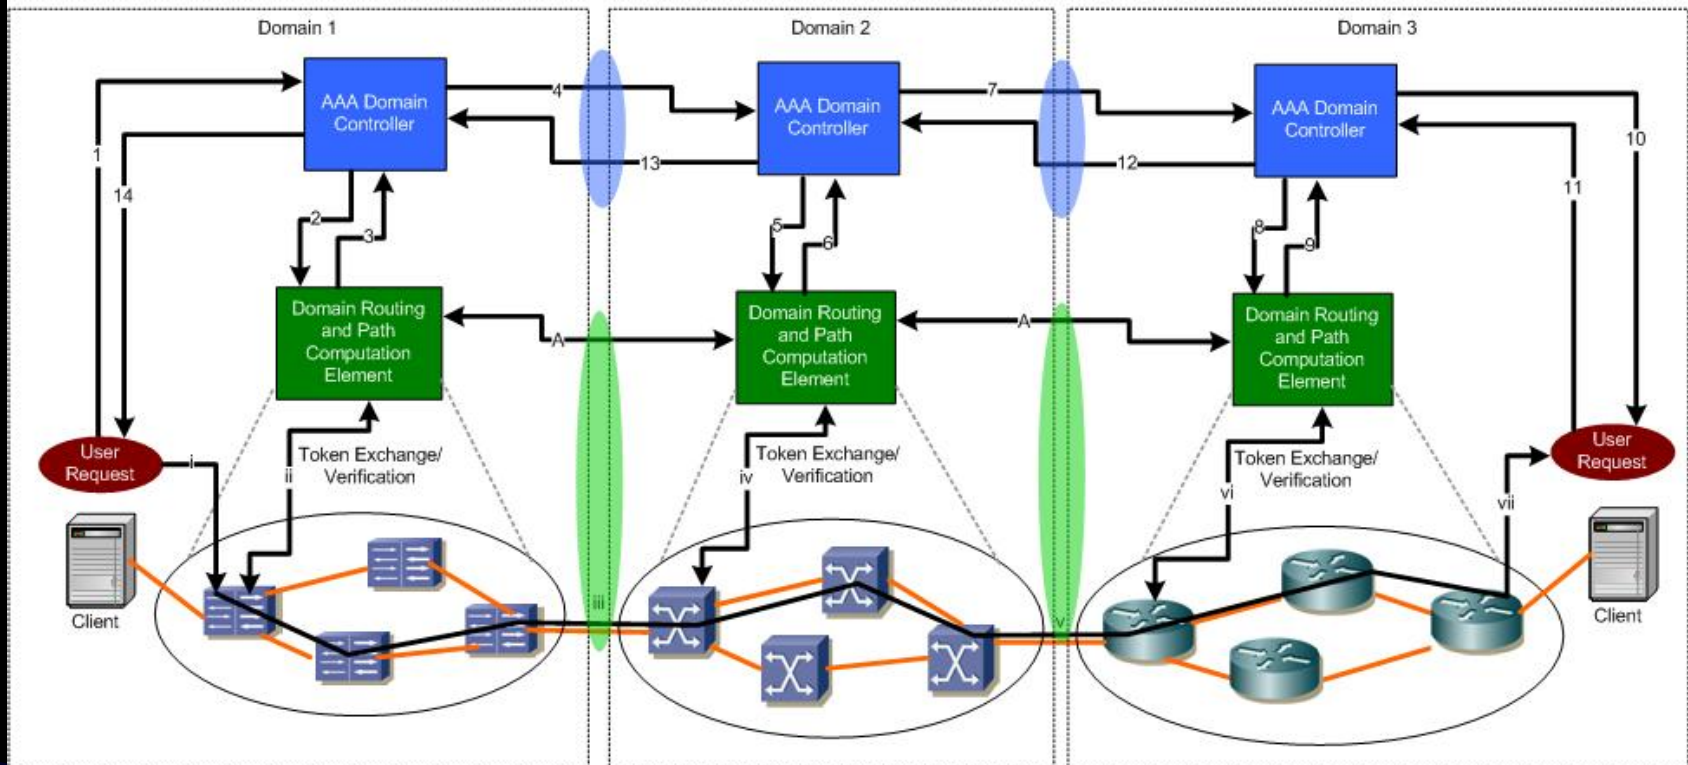 Domain 1
Domain 2
Domain 3
AAA Domain
Controller
AAA Domain
Controller
AAA Domain
Controller
4
7
1
14
13
12
10
11
2
3
5
6
8
9
Domain Routing
and Path
Computation
Element
Domain Routing
and Path
Computation
Element
Domain Routing
and Path
Computation
Element
A
A
User
Request
User
Request
i
ii
Token Exchange/
Verification
iv
Token Exchange/
Verification
vi
Token Exchange/
Verification
vii
iii
v
Client
Client